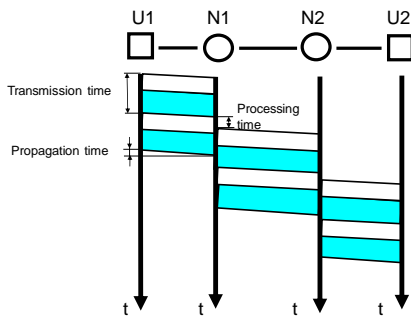 U1 N1 N2 U2
Transmission time
Processing
time
Propagation time
t t t t